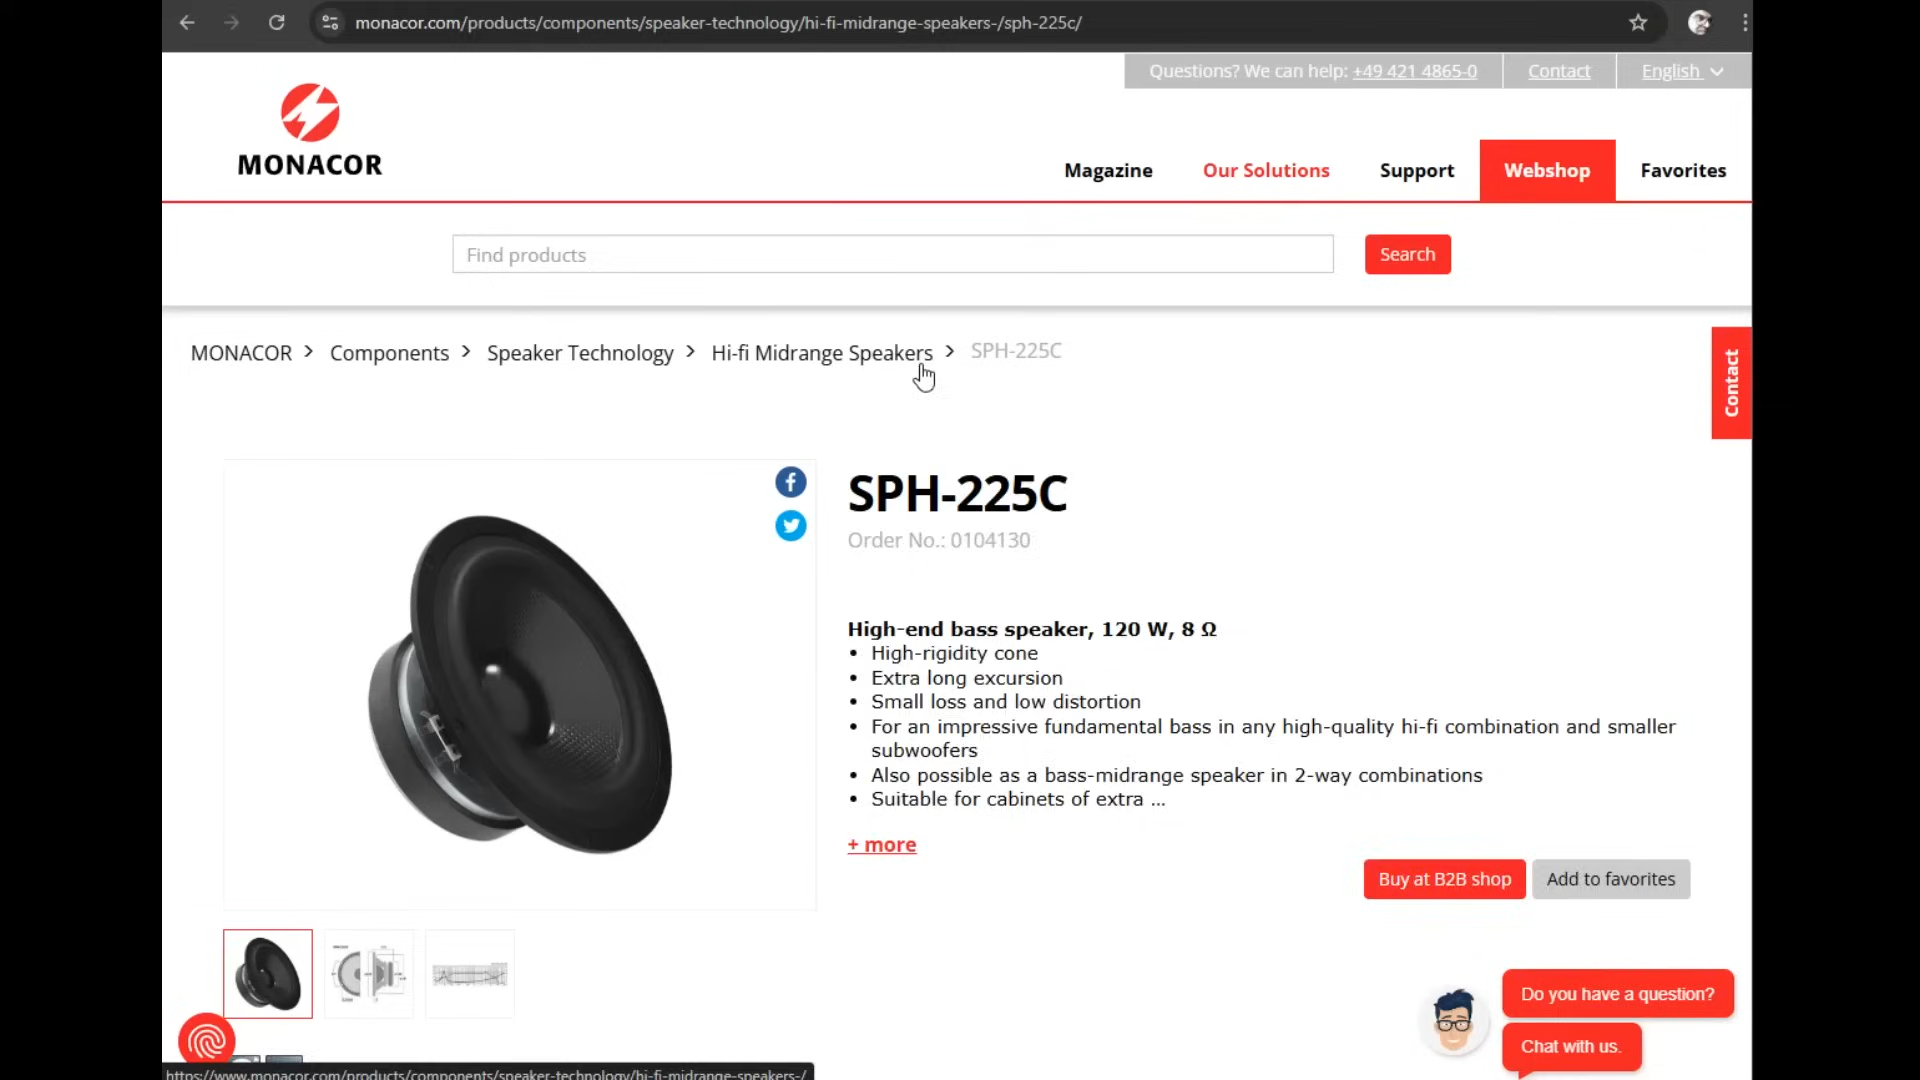 monacor.com/products/components/speaker-technology/hi-fi-midrange-speakers-/sph-225c/
Questions? We can help: +49 421 4865-0
Contact
English
MONACOR
Magazine
Our Solutions
Support
Webshop
Favorites
Find products
Search
MONACOR > Components > Speaker Technology > Hi-fi Midrange Speakers > SPH-225C
Contact
SPH-225C
Order No.: 0104130
High-end bass speaker, 120 W, 8 Ω
• High-rigidity cone
• Extra long excursion
• Small loss and low distortion
• For an impressive fundamental bass in any high-quality hi-fi combination and smaller
subwoofers
• Also possible as a bass-midrange speaker in 2-way combinations
• Suitable for cabinets of extra ...
+ more
Buy at B2B shop
Add to favorites
Do you have a question?
Chat with us.
https://www.monacor.com/products/components/speaker-technology/hi-fi-midrange-speakers-/